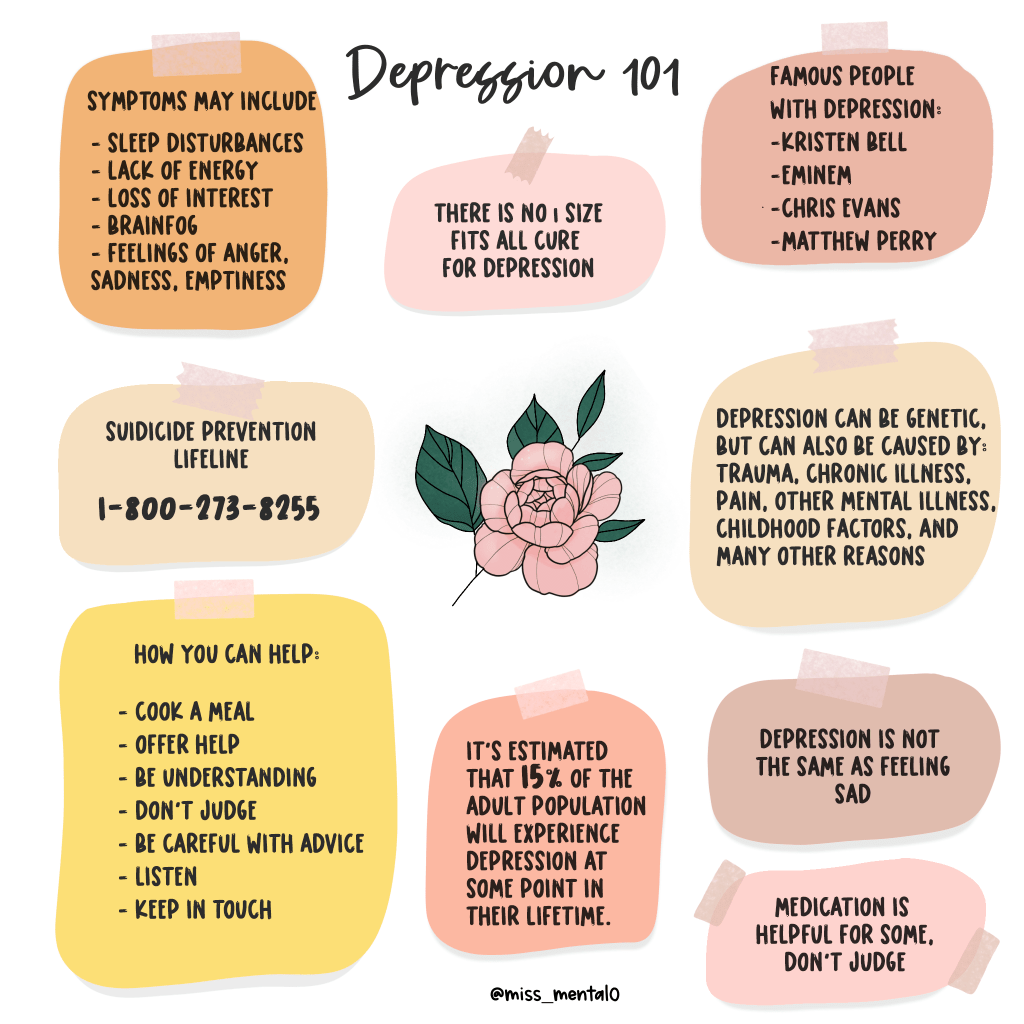 Depression 101
SYMPTOMS MAY INCLUDE
- SLEEP DISTURBANCES
- LACK OF ENERGY
- LOSS OF INTEREST
- BRAINFOG
- FEELINGS OF ANGER,
SADNESS, EMPTINESS
THERE IS NO 1 SIZE
FITS ALL CURE
FOR DEPRESSION
FAMOUS PEOPLE
WITH DEPRESSION:
-KRISTEN BELL
-EMINEM
-CHRIS EVANS
-MATTHEW PERRY
SUIDICIDE PREVENTION
LIFELINE
1-800-273-8255
DEPRESSION CAN BE GENETIC,
BUT CAN ALSO BE CAUSED BY:
TRAUMA, CHRONIC ILLNESS,
PAIN, OTHER MENTAL ILLNESS,
CHILDHOOD FACTORS, AND
MANY OTHER REASONS
HOW YOU CAN HELP:
- COOK A MEAL
- OFFER HELP
- BE UNDERSTANDING
- DON'T JUDGE
- BE CAREFUL WITH ADVICE
- LISTEN
- KEEP IN TOUCH
IT'S ESTIMATED
THAT 15% OF THE
ADULT POPULATION
WILL EXPERIENCE
DEPRESSION AT
SOME POINT IN
THEIR LIFETIME.
DEPRESSION IS NOT
THE SAME AS FEELING
SAD
MEDICATION IS
HELPFUL FOR SOME,
DON'T JUDGE
@miss_mental0